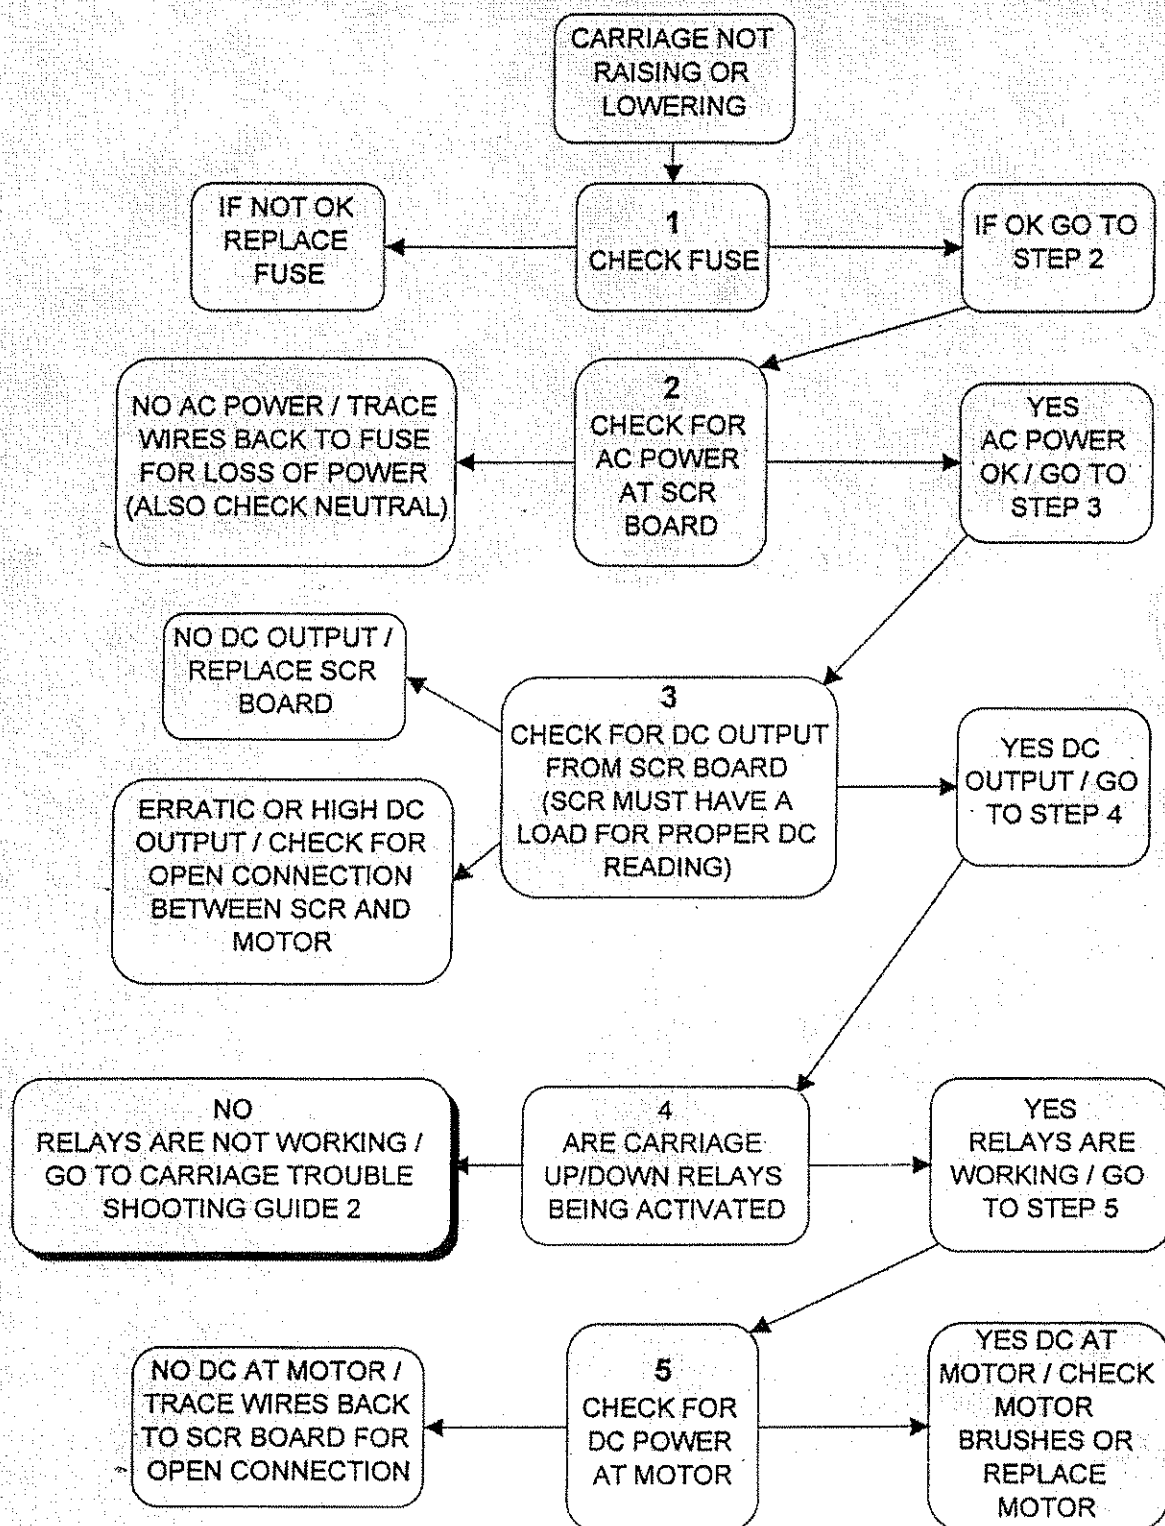 CARRIAGE NOT
RAISING OR
LOWERING
IF NOT OK
REPLACE
FUSE
1
CHECK FUSE
IF OK GO TO
STEP 2
NO AC POWER / TRACE
WIRES BACK TO FUSE
FOR LOSS OF POWER
(ALSO CHECK NEUTRAL)
2
CHECK FOR
AC POWER
AT SCR
BOARD
YES
AC POWER
OK / GO TO
STEP 3
NO DC OUTPUT /
REPLACE SCR
BOARD
ERRATIC OR HIGH DC
OUTPUT / CHECK FOR
OPEN CONNECTION
BETWEEN SCR AND
MOTOR
3
CHECK FOR DC OUTPUT
FROM SCR BOARD
(SCR MUST HAVE A
LOAD FOR PROPER DC
READING)
YES DC
OUTPUT / GO
TO STEP 4
NO
RELAYS ARE NOT WORKING /
GO TO CARRIAGE TROUBLE
SHOOTING GUIDE 2
4
ARE CARRIAGE
UP/DOWN RELAYS
BEING ACTIVATED
YES
RELAYS ARE
WORKING / GO
TO STEP 5
NO DC AT MOTOR /
TRACE WIRES BACK
TO SCR BOARD FOR
OPEN CONNECTION
5
CHECK FOR
DC POWER
AT MOTOR
YES DC AT
MOTOR / CHECK
MOTOR
BRUSHES OR
REPLACE
MOTOR